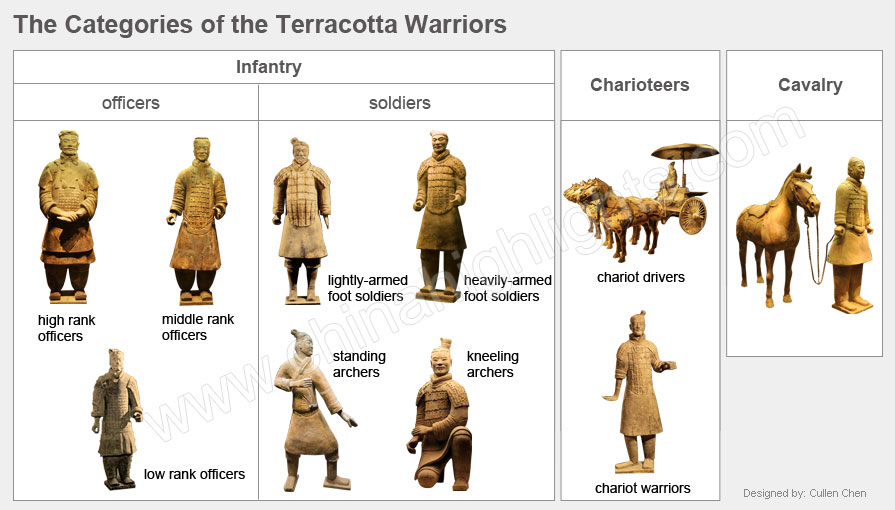 The Categories of the Terracotta Warriors
Infantry
officers
soldiers
Charioteers
Cavalry
high rank
officers
middle rank
officers
low rank officers
lightly-armed
foot soldiers
heavily-armed
foot soldiers
standing
archers
kneeling
archers
chariot drivers
chariot warriors
www.chinahighlights.com
Designed by: Cullen Chen